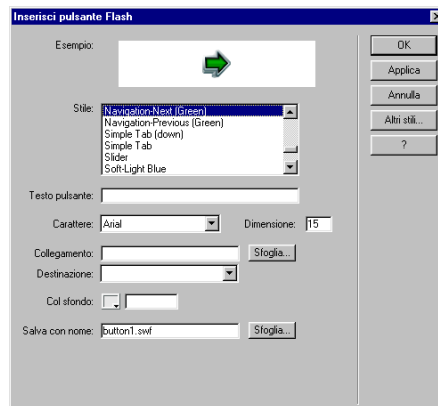 Inserisci pulsante Flash
Esempio:
OK
Applica
Annulla
Altri stili...
?
Stile:
Navigation-Next (Green)
Navigation-Previous (Green)
Simple Tab (down)
Simple Tab
Slider
Soft-Light Blue
Testo pulsante:
Carattere: Arial Dimensione: 15
Collegamento: Sfoglia...
Destinazione:
Col sfondo:
Salva con nome: button1.swf Sfoglia...